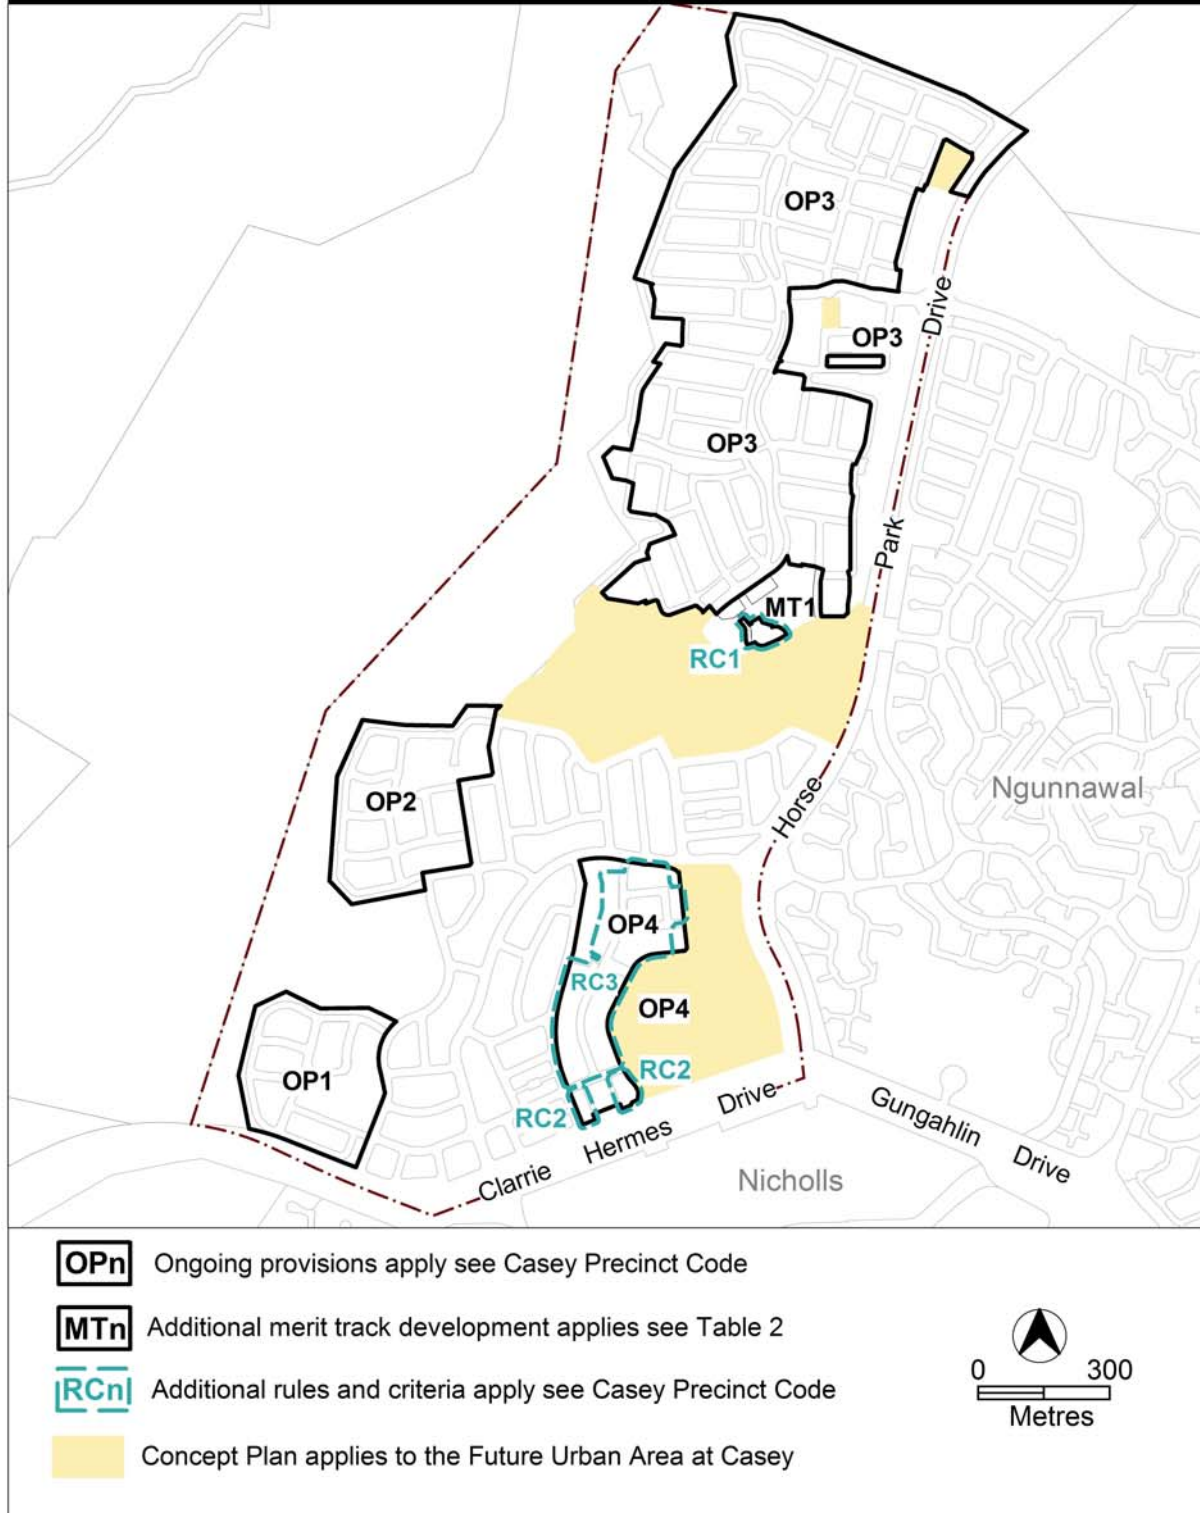 OP3
Drive
OP3
OP3
Park
MT1
RC1
Ngunnawal
OP2
Horse
OP4
RC3
OP4
RC2
OP1
RC2
Drive
Hermes
Clarrie
Gungahlin
Drive
Nicholls
OPn Ongoing provisions apply see Casey Precinct Code
MTn Additional merit track development applies see Table 2
RCn Additional rules and criteria apply see Casey Precinct Code
Concept Plan applies to the Future Urban Area at Casey
0 300
Metres